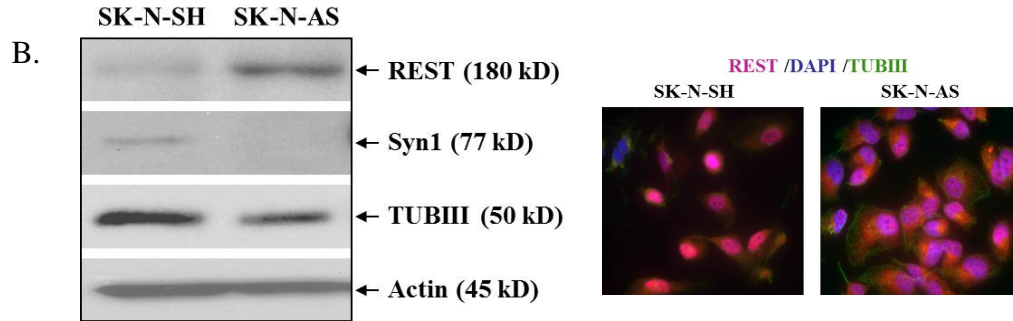 B.
SK-N-SH SK-N-AS
REST (180 kD)
Syn1 (77 kD)
TUBIII (50 kD)
Actin (45 kD)
REST /DAPI /TUBIII
SK-N-SH SK-N-AS